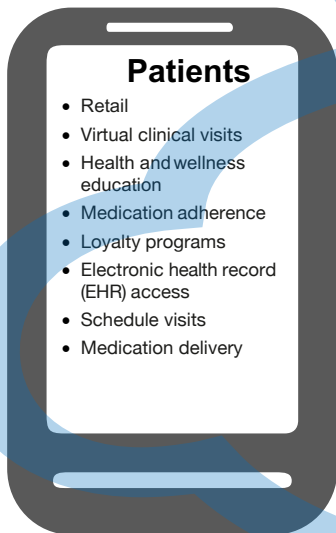 Patients
• Retail
• Virtual clinical visits
• Health and wellness
education
• Medication adherence
• Loyalty programs
• Electronic health record
(EHR) access
• Schedule visits
• Medication delivery